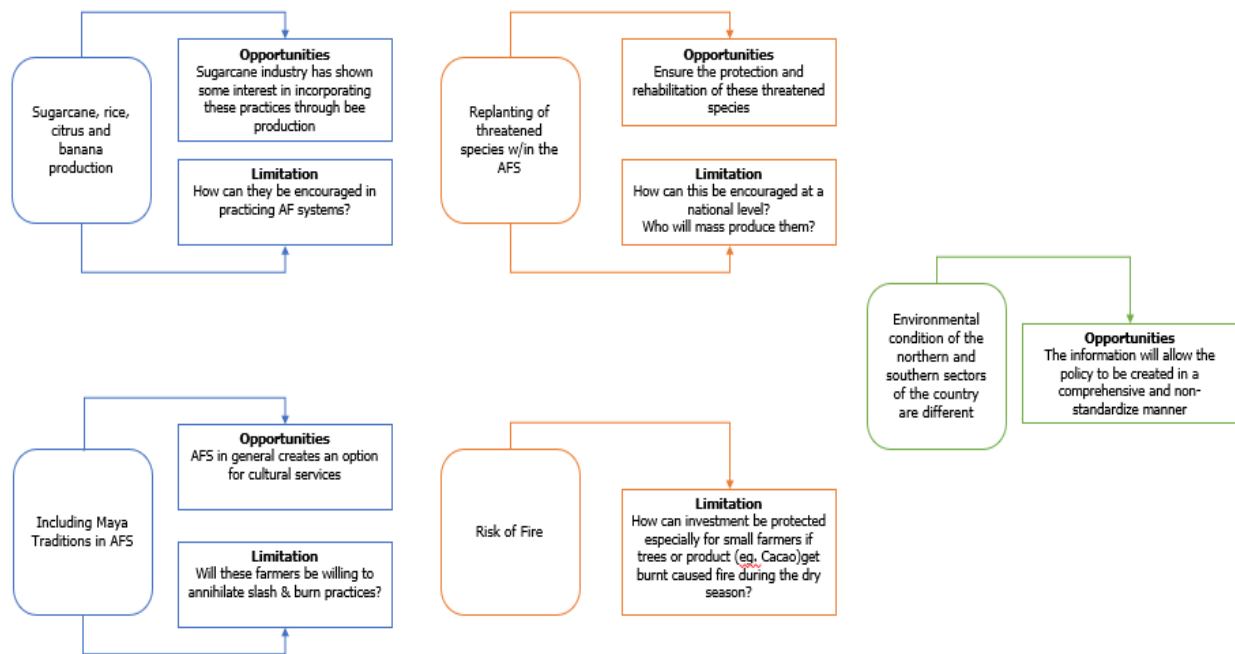 Sugarcane, rice,
citrus and
banana
production
Opportunities
Sugarcane industry has shown
some interest in incorporating
these practices through bee
production
Limitation
How can they be encouraged in
practicing AF systems?
Replanting of
threatened
species w/in the
AFS
Opportunities
Ensure the protection and
rehabilitation of these threatened
species
Limitation
How can this be encouraged at a
national level?
Who will mass produce them?
Environmental
condition of the
northern and
southern sectors
of the country
are different
Opportunities
The information will allow the
policy to be created in a
comprehensive and non-
standardize manner
Including Maya
Traditions in AFS
Opportunities
AFS in general creates an option
for cultural services
Limitation
Will these farmers be willing to
annihilate slash & burn practices?
Risk of Fire
Limitation
How can investment be protected
especially for small farmers if
trees or product (eg. Cacao)get
burnt caused fire during the dry
season?